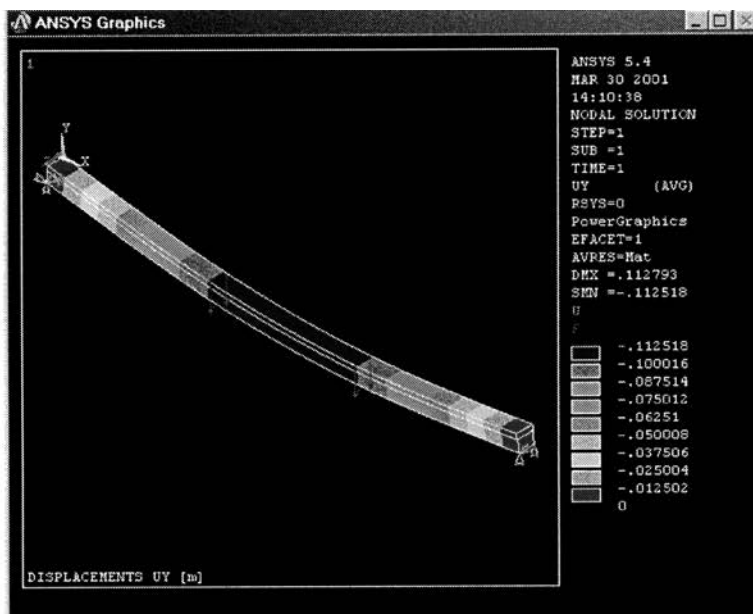 ANSYS Graphics
1
Y
X
ANSYS 5.4
MAR 30 2001
14:10:38
NODAL SOLUTION
STEP=1
SUB =1
TIME=1
UY (AVG)
RSYS=0
PowerGraphics
EFACET=1
AVRES=Mat
DMX =.112793
SMN =-.112518
U
F
-.112518
-.100016
-.087514
-.075012
-.06251
-.050008
-.037506
-.025004
-.012502
0
DISPLACEMENTS UY [m]